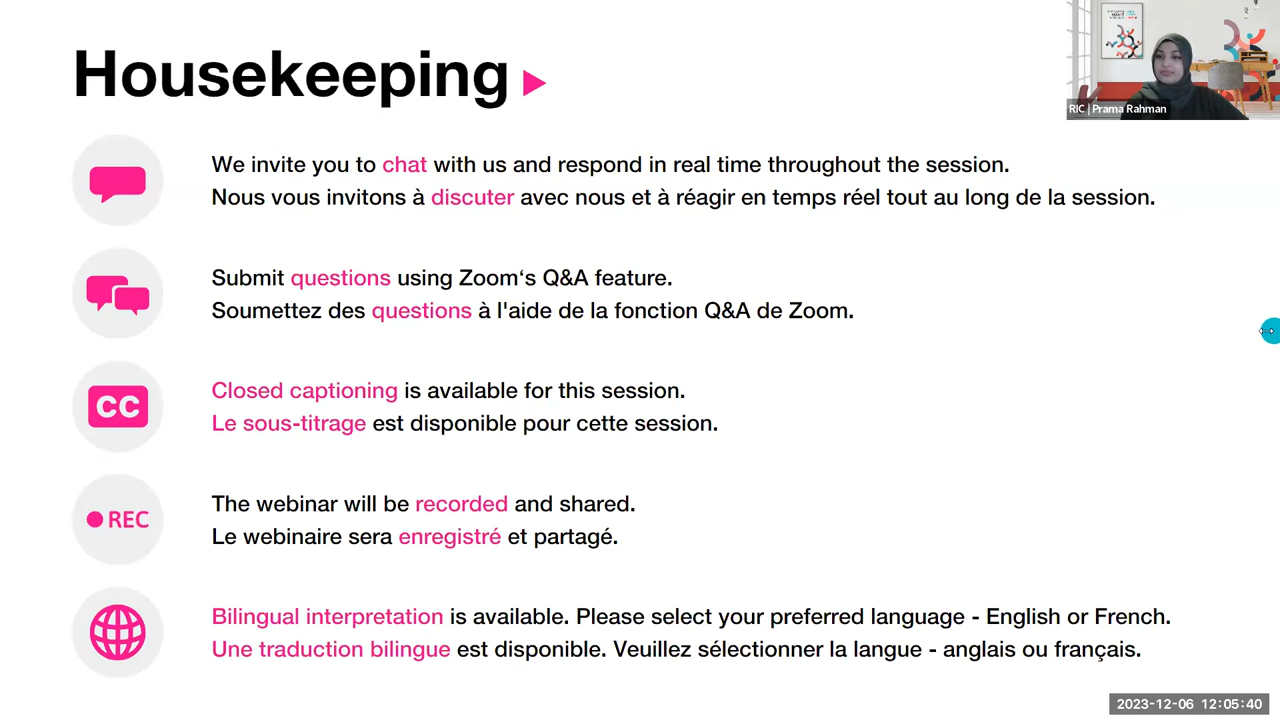 Housekeeping
RIC | Prama Rahman
We invite you to chat with us and respond in real time throughout the session.
Nous vous invitons à discuter avec nous et à réagir en temps réel tout au long de la session.
Submit questions using Zoom‘s Q&A feature.
Soumettez des questions à l'aide de la fonction Q&A de Zoom.
CC
Closed captioning is available for this session.
Le sous-titrage est disponible pour cette session.
REC
The webinar will be recorded and shared.
Le webinaire sera enregistré et partagé.
Bilingual interpretation is available. Please select your preferred language - English or French.
Une traduction bilingue est disponible. Veuillez sélectionner la langue - anglais ou français.
2023-12-06 12:05:40